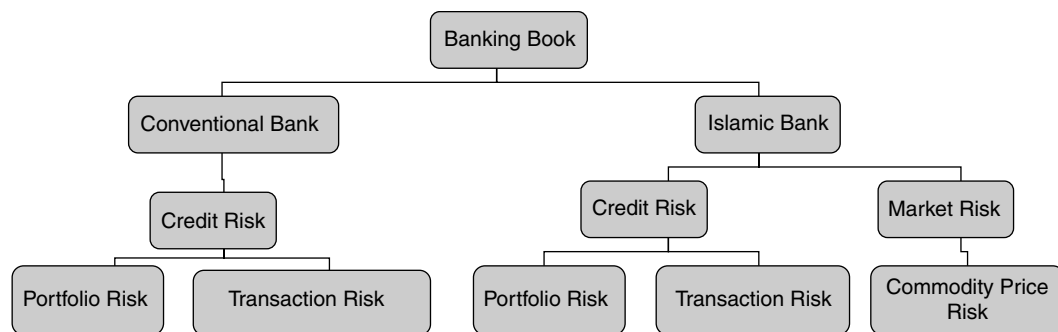 Banking Book
Conventional Bank
Islamic Bank
Credit Risk
Credit Risk
Market Risk
Portfolio Risk
Transaction Risk
Portfolio Risk
Transaction Risk
Commodity Price
Risk